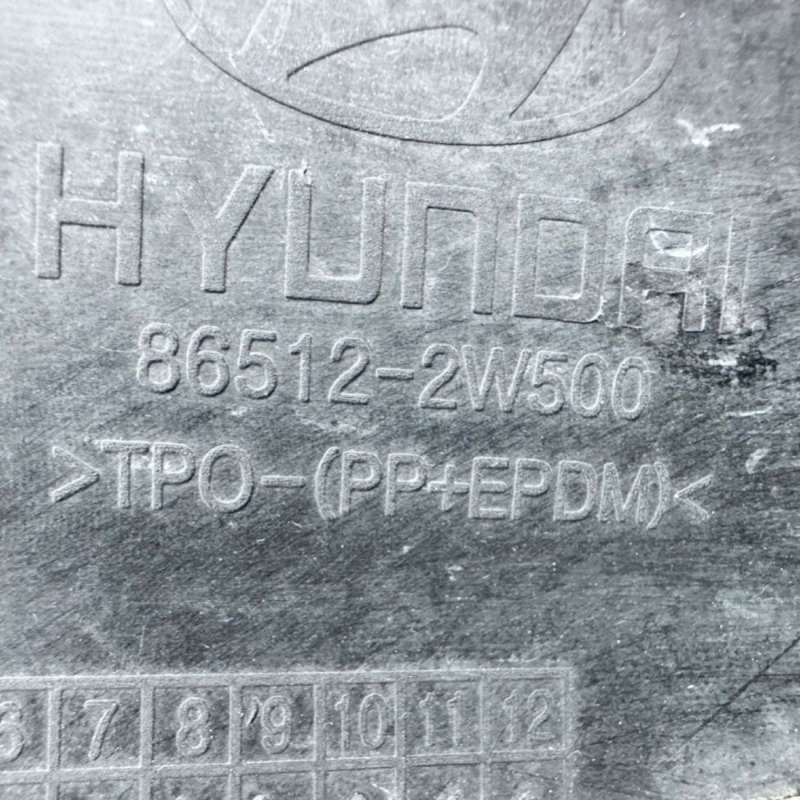 HYUNDAI
86512-2W500
>TPO-(PP+EPDM)<
6 7 8 9 10 11 12